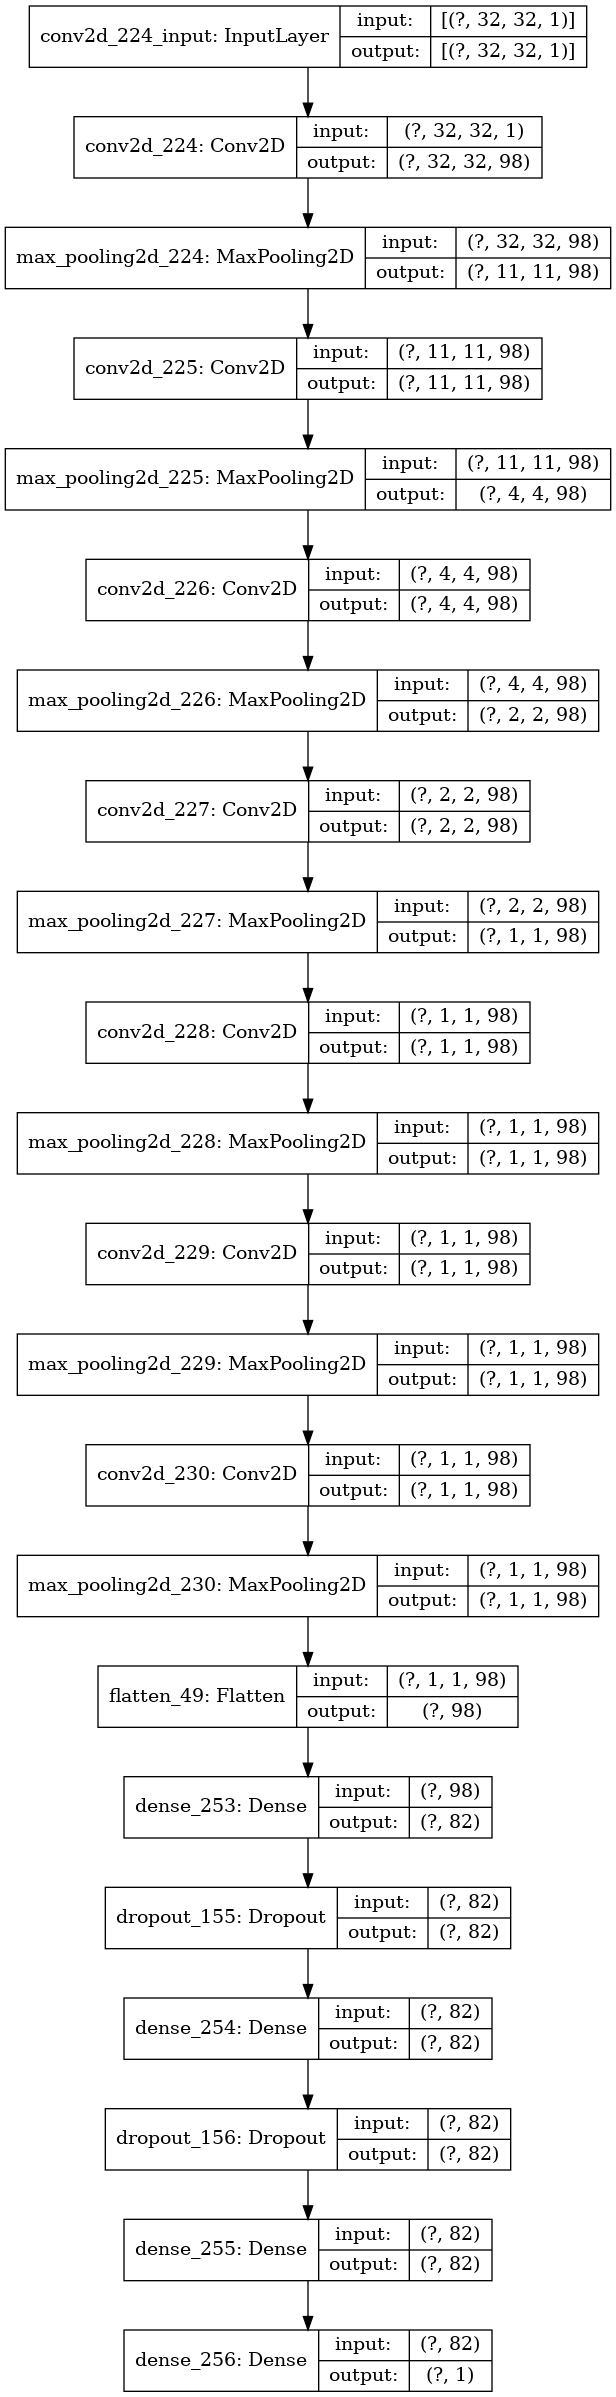 conv2d_224_input: InputLayer
input: [(?, 32, 32, 1)]
output: [(?, 32, 32, 1)]
conv2d_224: Conv2D
input: (?, 32, 32, 1)
output: (?, 32, 32, 98)
max_pooling2d_224: MaxPooling2D
input: (?, 32, 32, 98)
output: (?, 11, 11, 98)
conv2d_225: Conv2D
input: (?, 11, 11, 98)
output: (?, 11, 11, 98)
max_pooling2d_225: MaxPooling2D
input: (?, 11, 11, 98)
output: (?, 4, 4, 98)
conv2d_226: Conv2D
input: (?, 4, 4, 98)
output: (?, 4, 4, 98)
max_pooling2d_226: MaxPooling2D
input: (?, 4, 4, 98)
output: (?, 2, 2, 98)
conv2d_227: Conv2D
input: (?, 2, 2, 98)
output: (?, 2, 2, 98)
max_pooling2d_227: MaxPooling2D
input: (?, 2, 2, 98)
output: (?, 1, 1, 98)
conv2d_228: Conv2D
input: (?, 1, 1, 98)
output: (?, 1, 1, 98)
max_pooling2d_228: MaxPooling2D
input: (?, 1, 1, 98)
output: (?, 1, 1, 98)
conv2d_229: Conv2D
input: (?, 1, 1, 98)
output: (?, 1, 1, 98)
max_pooling2d_229: MaxPooling2D
input: (?, 1, 1, 98)
output: (?, 1, 1, 98)
conv2d_230: Conv2D
input: (?, 1, 1, 98)
output: (?, 1, 1, 98)
max_pooling2d_230: MaxPooling2D
input: (?, 1, 1, 98)
output: (?, 1, 1, 98)
flatten_49: Flatten
input: (?, 1, 1, 98)
output: (?, 98)
dense_253: Dense
input: (?, 98)
output: (?, 82)
dropout_155: Dropout
input: (?, 82)
output: (?, 82)
dense_254: Dense
input: (?, 82)
output: (?, 82)
dropout_156: Dropout
input: (?, 82)
output: (?, 82)
dense_255: Dense
input: (?, 82)
output: (?, 82)
dense_256: Dense
input: (?, 82)
output: (?, 1)